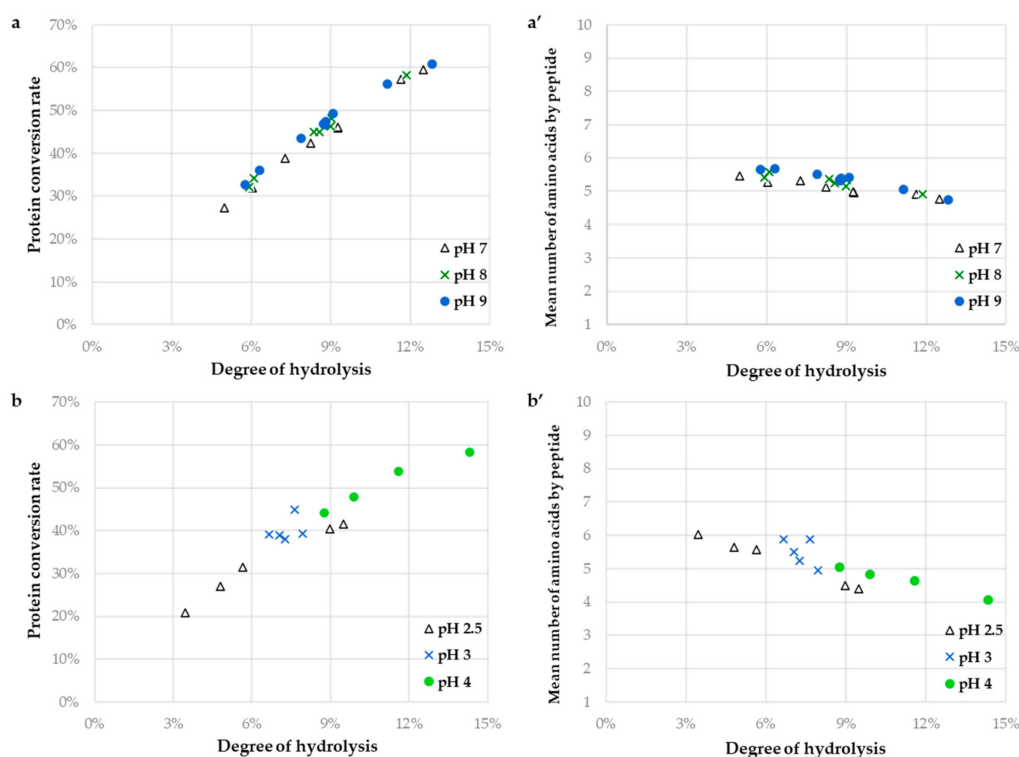 a
70%
60%
50%
40%
30%
20%
10%
0%
Protein conversion rate
0% 3% 6% 9% 12% 15%
Degree of hydrolysis
pH 7
pH 8
pH 9
a′
10
9
8
7
6
5
4
3
2
1
Mean number of amino acids by peptide
0% 3% 6% 9% 12% 15%
Degree of hydrolysis
pH 7
pH 8
pH 9
b
70%
60%
50%
40%
30%
20%
10%
0%
Protein conversion rate
0% 3% 6% 9% 12% 15%
Degree of hydrolysis
pH 2.5
pH 3
pH 4
b′
10
9
8
7
6
5
4
3
2
1
Mean number of amino acids by peptide
0% 3% 6% 9% 12% 15%
Degree of hydrolysis
pH 2.5
pH 3
pH 4